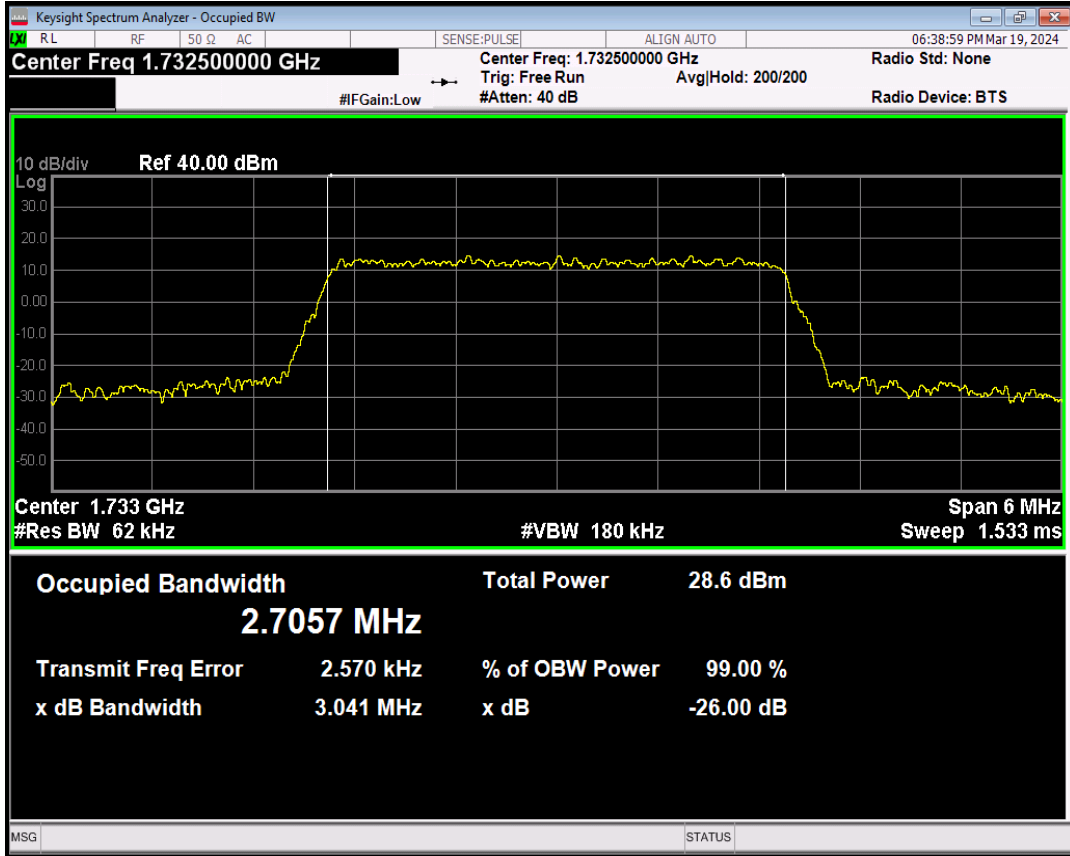 Keysight Spectrum Analyzer - Occupied BW
LXI RL RF 50 Ω AC SENSE:PULSE ALIGN AUTO 06:38:59 PM Mar 19, 2024
Center Freq 1.732500000 GHz
Center Freq: 1.732500000 GHz
Radio Std: None
Trig: Free Run Avg|Hold: 200/200
#IFGain:Low
#Atten: 40 dB
Radio Device: BTS
10 dB/div Ref 40.00 dBm
Log
30.0
20.0
10.0
0.00
-10.0
-20.0
-30.0
-40.0
-50.0
Center 1.733 GHz Span 6 MHz
#Res BW 62 kHz #VBW 180 kHz Sweep 1.533 ms
Occupied Bandwidth Total Power 28.6 dBm
2.7057 MHz
Transmit Freq Error 2.570 kHz % of OBW Power 99.00 %
x dB Bandwidth 3.041 MHz x dB -26.00 dB
MSG STATUS